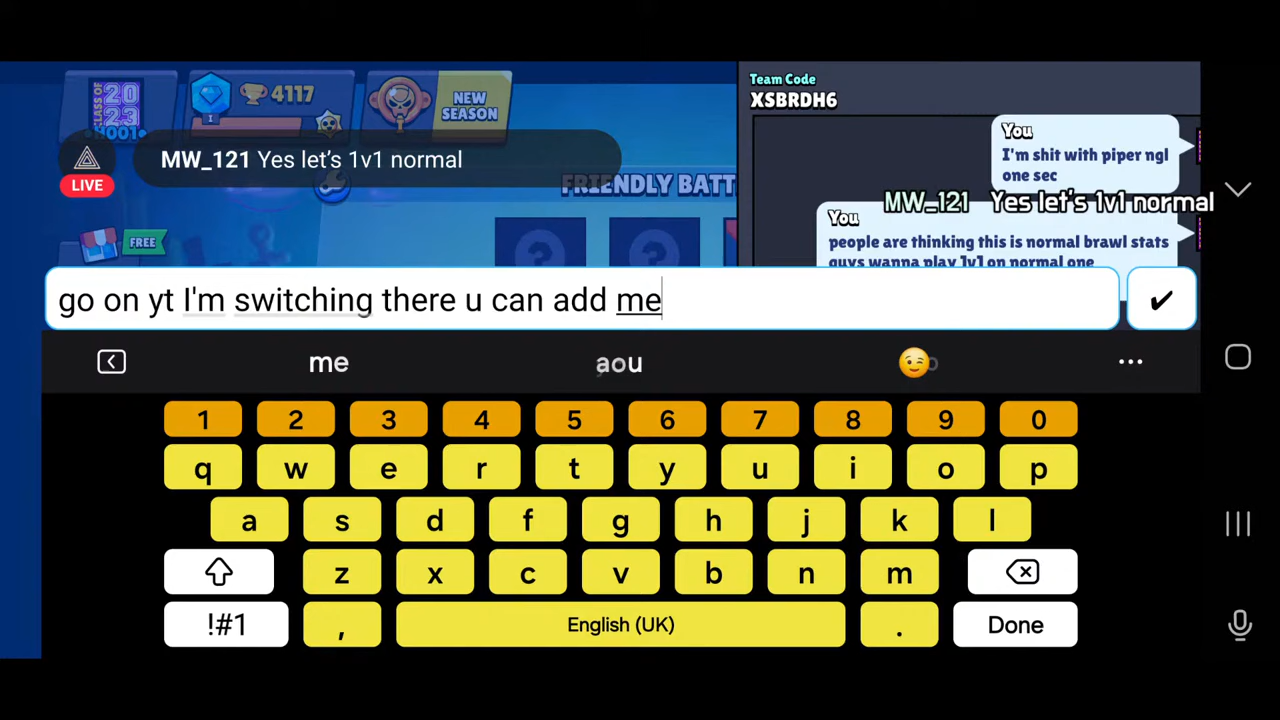 CLASS OF
20
23
#001
4117
I
NEW
SEASON
Team Code
XSBRDH6
You
I'm shit with piper ngl
one sec
MW_121 Yes let's 1v1 normal
LIVE
MW_121 Yes let's 1v1 normal
FRIENDLY BATT
You
people are thinking this is normal brawl stats
guys wanna play 1v1 on normal one
FREE
go on yt I'm switching there u can add me
me
1 2 3 4 5 6 7 8 9 0
q w e r t y u i o p
a s d f g h j k l
z x c v b n m
!#1 , English (UK) . Done